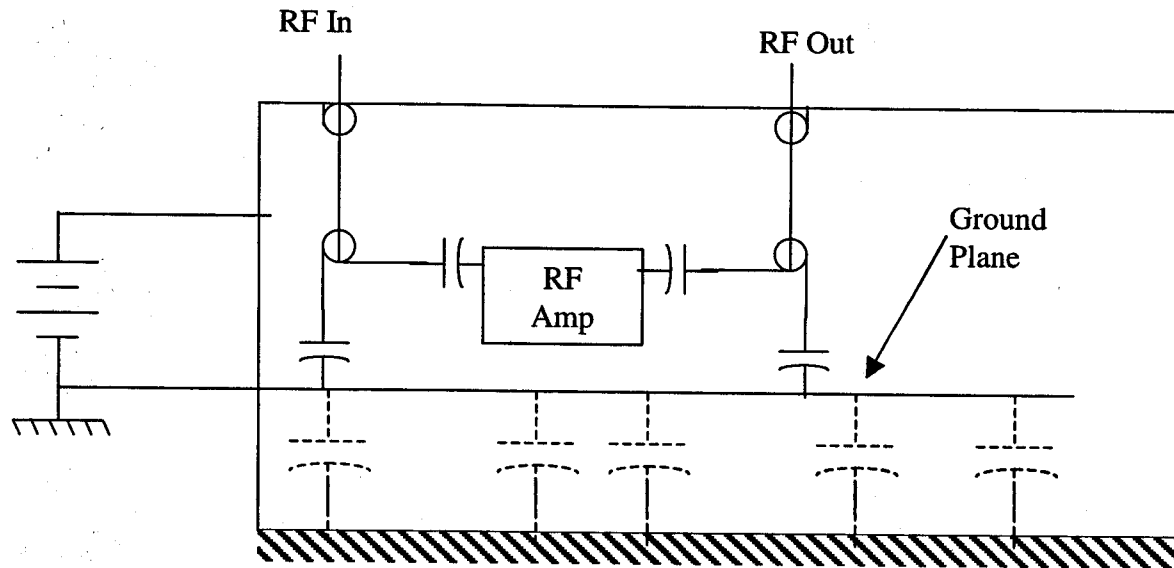 RF In
RF Out
Ground
Plane
RF
Amp